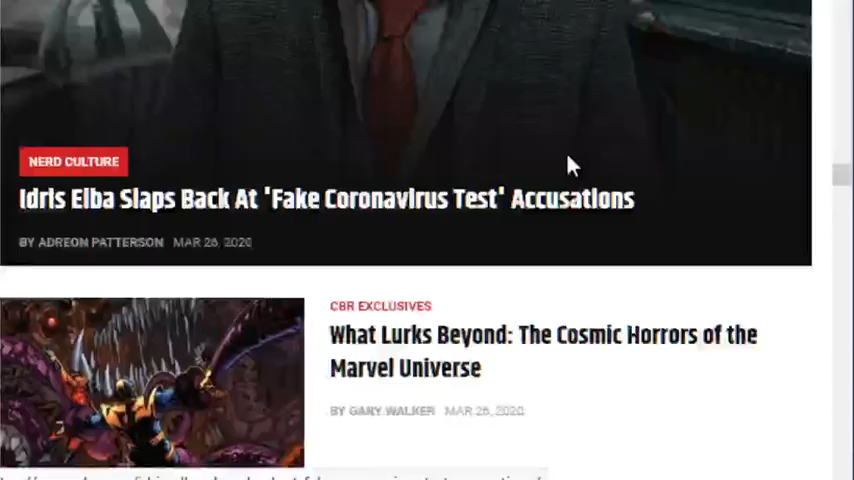 NERD CULTURE
Idris Elba Slaps Back At 'Fake Coronavirus Test' Accusations
BY ADREON PATTERSON MAR 26, 2020
CBR EXCLUSIVES
What Lurks Beyond: The Cosmic Horrors of the
Marvel Universe
BY GARY WALKER MAR 26, 2020